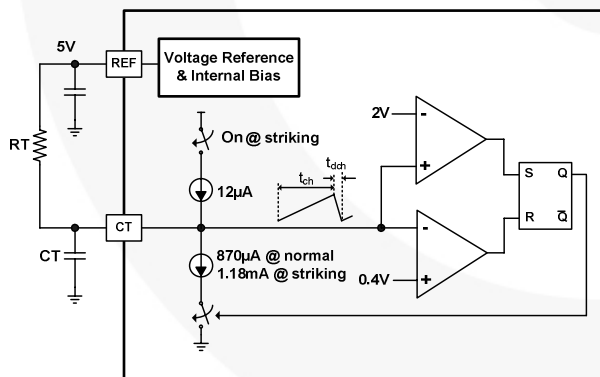 5V
REF
Voltage Reference
& Internal Bias
RT
On @ striking
2V
-
+
tdch
tch
12µA
S Q
R Q̅
CT
CT
870µA @ normal
1.18mA @ striking
-
0.4V
+